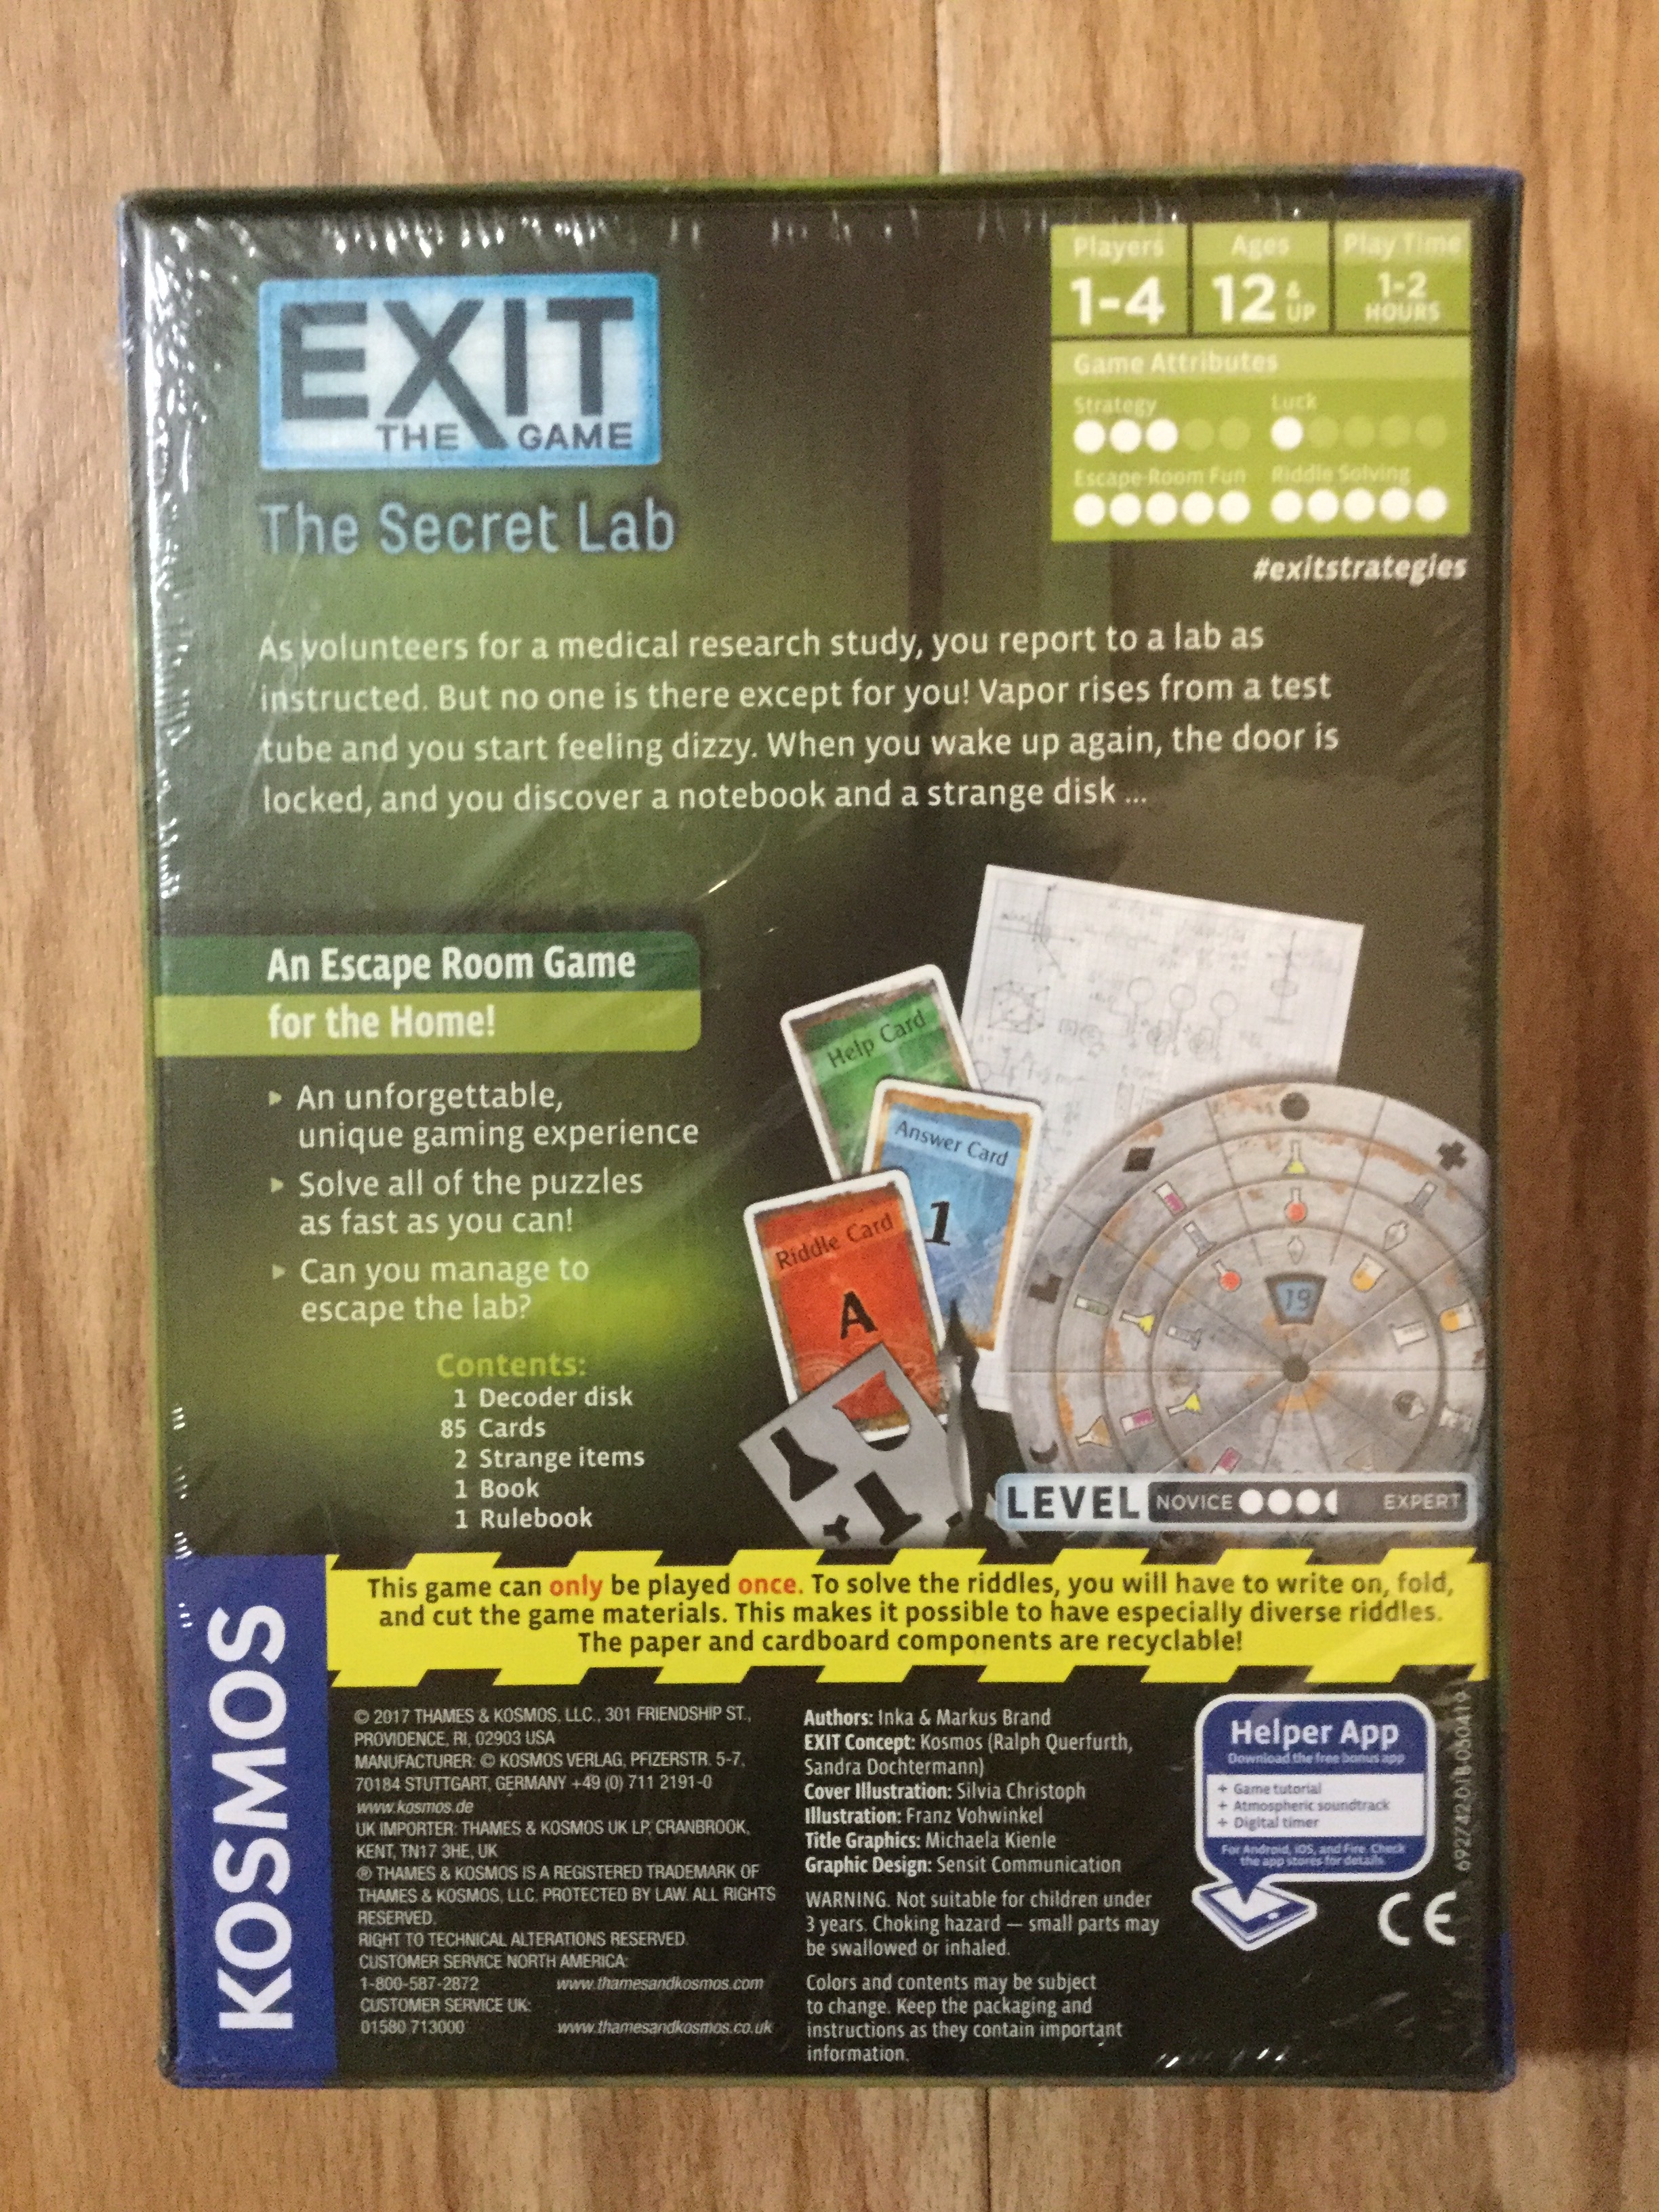 EXIT
THE GAME
The Secret Lab
Players
1-4
Ages
12 & UP
Play Time
1-2
HOURS
Game Attributes
Strategy
Luck
Escape-Room Fun
Riddle Solving
#exitstrategies
As volunteers for a medical research study, you report to a lab as
instructed. But no one is there except for you! Vapor rises from a test
tube and you start feeling dizzy. When you wake up again, the door is
locked, and you discover a notebook and a strange disk ...
An Escape Room Game
for the Home!
An unforgettable,
unique gaming experience
Solve all of the puzzles
as fast as you can!
Can you manage to
escape the lab?
Contents:
1 Decoder disk
85 Cards
2 Strange items
1 Book
1 Rulebook
Help Card
Answer Card
1
Riddle Card
A
19
LEVEL NOVICE EXPERT
This game can only be played once. To solve the riddles, you will have to write on, fold,
and cut the game materials. This makes it possible to have especially diverse riddles.
The paper and cardboard components are recyclable!
KOSMOS
© 2017 THAMES & KOSMOS, LLC., 301 FRIENDSHIP ST.,
PROVIDENCE, RI, 02903 USA
MANUFACTURER: © KOSMOS VERLAG, PFIZERSTR. 5-7,
70184 STUTTGART, GERMANY +49 (0) 711 2191-0
www.kosmos.de
UK IMPORTER: THAMES & KOSMOS UK LP, CRANBROOK,
KENT, TN17 3HE, UK
® THAMES & KOSMOS IS A REGISTERED TRADEMARK OF
THAMES & KOSMOS, LLC. PROTECTED BY LAW. ALL RIGHTS
RESERVED.
RIGHT TO TECHNICAL ALTERATIONS RESERVED.
CUSTOMER SERVICE NORTH AMERICA:
1-800-587-2872 www.thamesandkosmos.com
CUSTOMER SERVICE UK:
01580 713000 www.thamesandkosmos.co.uk
Authors: Inka & Markus Brand
EXIT Concept: Kosmos (Ralph Querfurth,
Sandra Dochtermann)
Cover Illustration: Silvia Christoph
Illustration: Franz Vohwinkel
Title Graphics: Michaela Kienle
Graphic Design: Sensit Communication
WARNING. Not suitable for children under
3 years. Choking hazard — small parts may
be swallowed or inhaled.
Colors and contents may be subject
to change. Keep the packaging and
instructions as they contain important
information.
Helper App
Download the free bonus app
+ Game tutorial
+ Atmospheric soundtrack
+ Digital timer
For Android, iOS, and Fire. Check
the app stores for details.
CE